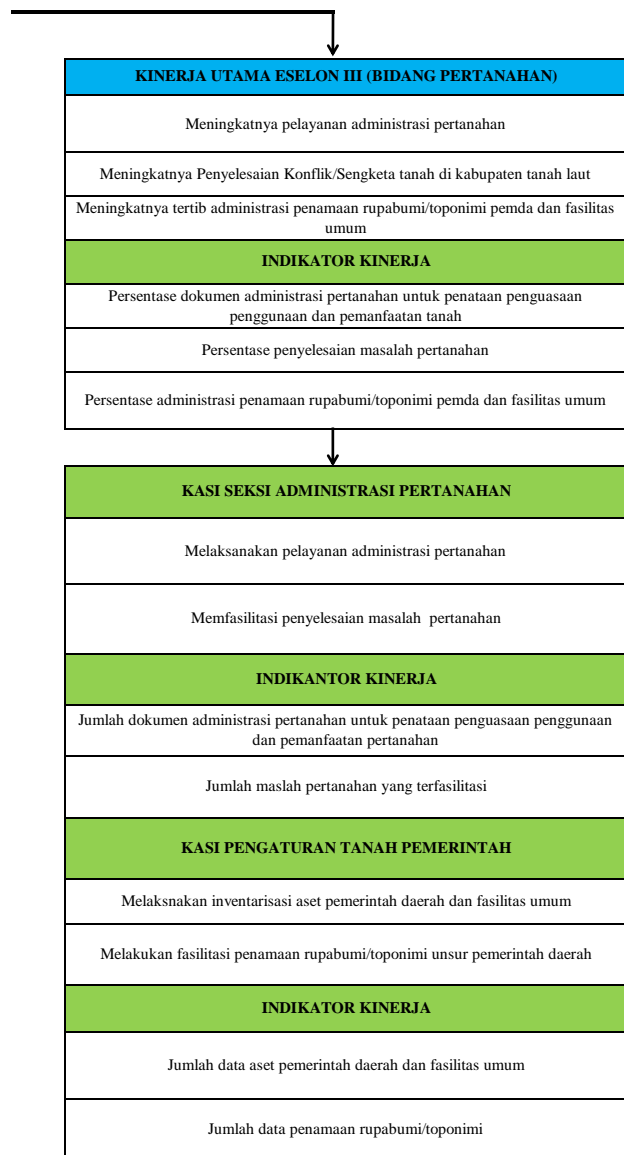 KINERJA UTAMA ESELON III (BIDANG PERTANAHAN)
Meningkatnya pelayanan administrasi pertanahan
Meningkatnya Penyelesaian Konflik/Sengketa tanah di kabupaten tanah laut
Meningkatnya tertib administrasi penamaan rupabumi/toponimi pemda dan fasilitas
umum
INDIKATOR KINERJA
Persentase dokumen administrasi pertanahan untuk penataan penguasaan
penggunaan dan pemanfaatan tanah
Persentase penyelesaian masalah pertanahan
Persentase administrasi penamaan rupabumi/toponimi pemda dan fasilitas umum
KASI SEKSI ADMINISTRASI PERTANAHAN
Melaksanakan pelayanan administrasi pertanahan
Memfasilitasi penyelesaian masalah pertanahan
INDIKANTOR KINERJA
Jumlah dokumen administrasi pertanahan untuk penataan penguasaan penggunaan
dan pemanfaatan pertanahan
Jumlah maslah pertanahan yang terfasilitasi
KASI PENGATURAN TANAH PEMERINTAH
Melaksnakan inventarisasi aset pemerintah daerah dan fasilitas umum
Melakukan fasilitasi penamaan rupabumi/toponimi unsur pemerintah daerah
INDIKATOR KINERJA
Jumlah data aset pemerintah daerah dan fasilitas umum
Jumlah data penamaan rupabumi/toponimi